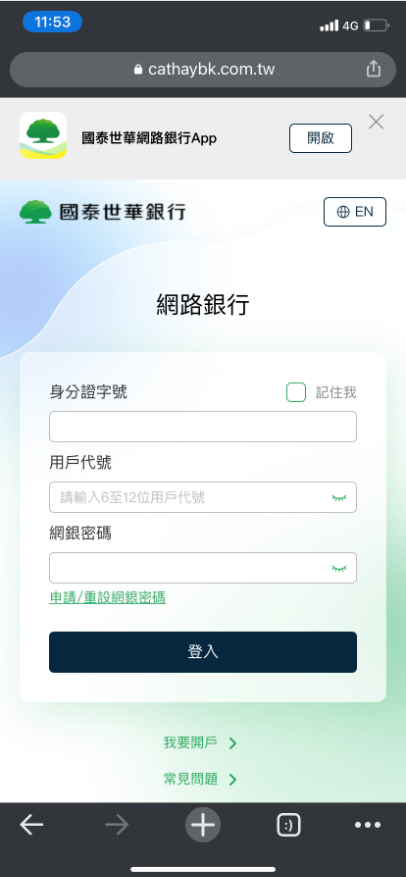 11:53
4G
cathaybk.com.tw
國泰世華網路銀行App
開啟
國泰世華銀行
EN
網路銀行
身分證字號
記住我
用戶代號
請輸入6至12位用戶代號
網銀密碼
申請/重設網銀密碼
登入
我要開戶
常見問題
:)